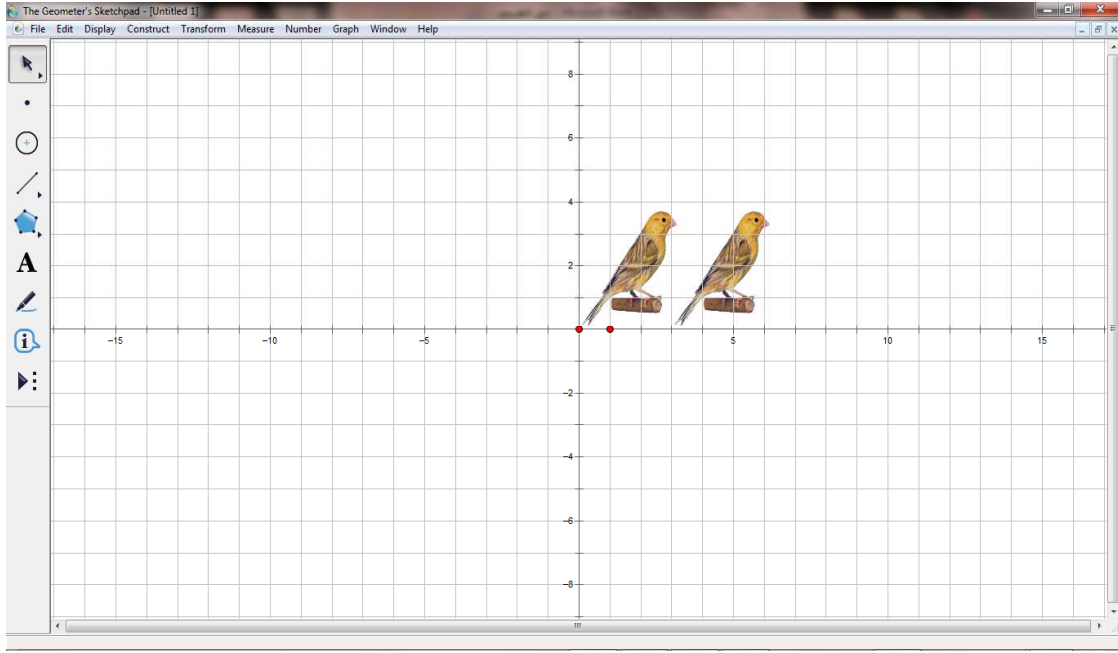 The Geometer's Sketchpad - [Untitled 1]
File Edit Display Construct Transform Measure Number Graph Window Help
8
6
4
2
−15 −10 −5 5 10 15
−2
−4
−6
−8
A
i